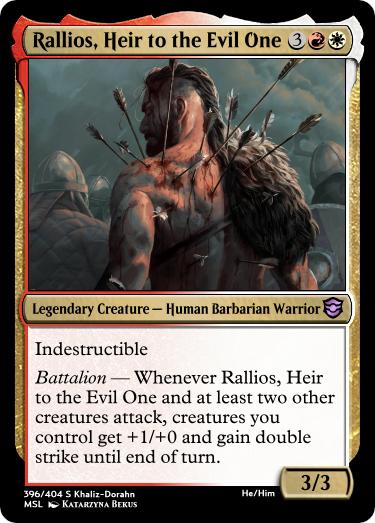 Rallios, Heir to the Evil One 3
Legendary Creature — Human Barbarian Warrior
Indestructible
Battalion — Whenever Rallios, Heir
to the Evil One and at least two other
creatures attack, creatures you
control get +1/+0 and gain double
strike until end of turn.
3/3
396/404 S Khaliz-Dorahn He/Him
MSL Katarzyna Bekus